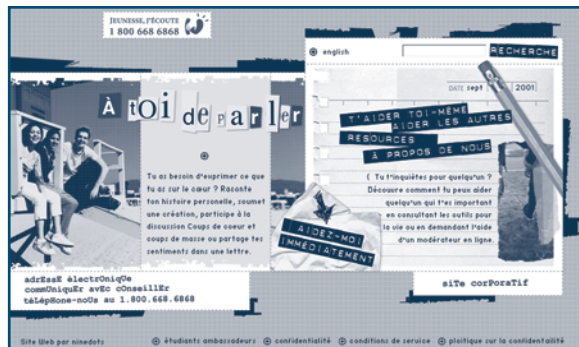 JEUNESSE, J'ÉCOUTE
1 800 668 6868
english
RECHERCHE
DATE sept 2001
À toi de parler
T'AIDER TOI-MÊME
AIDER LES AUTRES
RESOURCES
À PROPOS DE NOUS
Tu as besoin d'exprimer ce que
tu as sur le cœur ? Raconte
ton histoire personelle, soumet
une création, participe à la
discussion Coups de coeur et
coups de masse ou partage tes
sentiments dans une lettre.
( Tu t'inquiètes pour quelqu'un ?
Découvre comment tu peux aider
quelqu'un qui t'es important
en consultant les outils pour
la vie ou en demandant l'aide
d'un modérateur en ligne.
AIDEZ-MOI
IMMÉDIATEMENT
adrEssE élEctrOniqUe
commUniquEr avEc cOnseillEr
téLépHone-noUs au 1.800.668.6868
siTe corPoraTif
Site Web par ninedots
étudiants ambassadeurs
confidentialité
conditions de service
ploitique sur la confidentailité